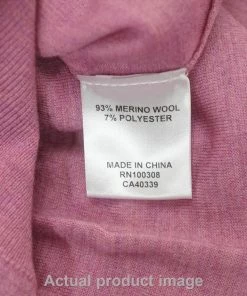 93% MERINO WOOL
7% POLYESTER
MADE IN CHINA
RN100308
CA40339
Actual product image